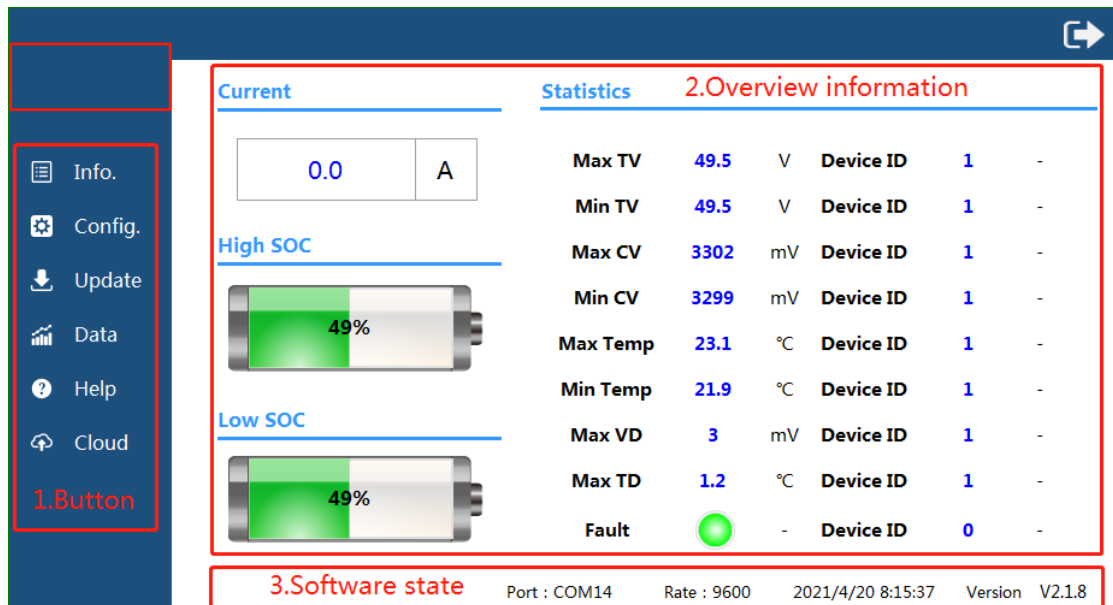 Current
0.0 A
High SOC
49%
Low SOC
49%
Statistics 2.Overview information
Max TV 49.5 V Device ID 1 -
Min TV 49.5 V Device ID 1 -
Max CV 3302 mV Device ID 1 -
Min CV 3299 mV Device ID 1 -
Max Temp 23.1 ℃ Device ID 1 -
Min Temp 21.9 ℃ Device ID 1 -
Max VD 3 mV Device ID 1 -
Max TD 1.2 ℃ Device ID 1 -
Fault - Device ID 0 -
Info.
Config.
Update
Data
Help
Cloud
1.Button
3.Software state Port : COM14 Rate : 9600 2021/4/20 8:15:37 Version V2.1.8